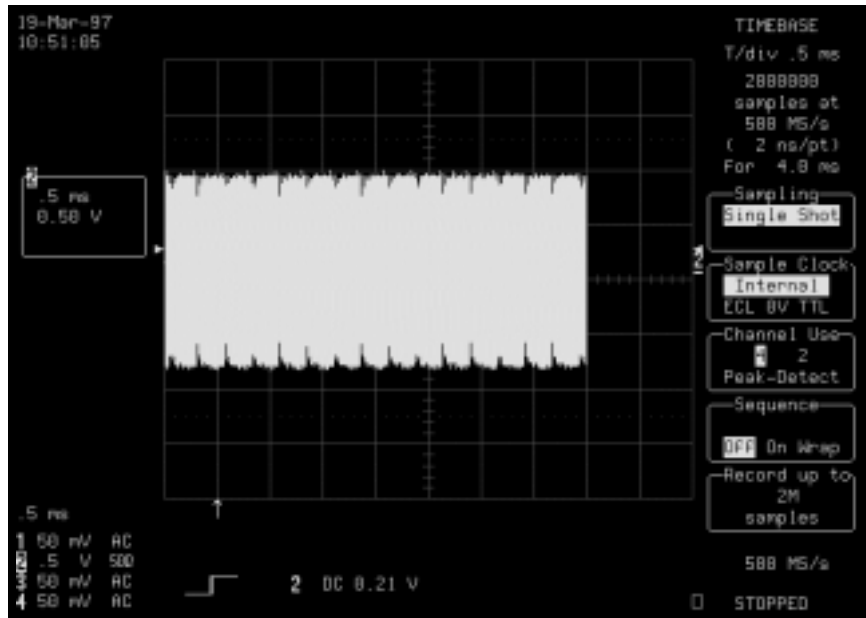 19-Mar-97
10:51:05
2
.5 ms
0.50 V
.5 ms
1 50 mV AC
2 .5 V 50Ω
3 50 mV AC
4 50 mV AC
2 DC 0.21 V
TIMEBASE
T/div .5 ms
2000000
samples at
500 MS/s
( 2 ns/pt)
For 4.0 ms
Sampling
Single Shot
Sample Clock
Internal
ECL 0V TTL
Channel Use
4 2
Peak-Detect
Sequence
OFF On Wrap
Record up to
2M
samples
500 MS/s
STOPPED